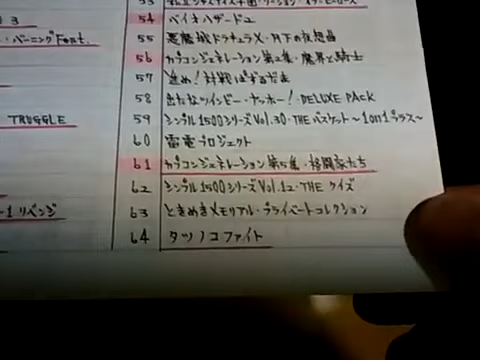 53
54 バイオハザード2
55 悪魔城ドラキュラX・月下の夜想曲
56 カプコンジェネレーション第2集・魔界と騎士
57 進め!対戦ぱずるだま
58 きたなツインビー・ヤッホー!・DELUXE PACK
59 シンプル1500シリーズVol.30・THE バスケット〜1on1プラス〜
TRUGGLE
60 雷電プロジェクト
61 カプコンジェネレーション第5集・格闘家たち
62 シンプル1500シリーズVol.12・THE クイズ
-1 リベンジ
63 ときめきメモリアル・プライベートコレクション
64 タツノコファイト
3
・バーニングFest.